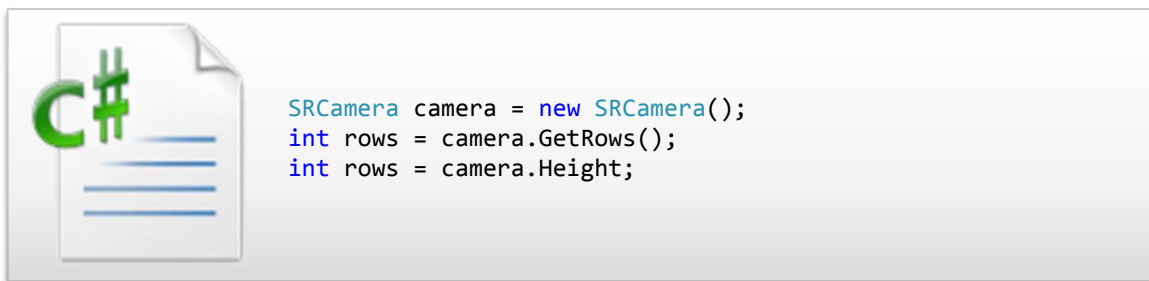 C#
SRCamera camera = new SRCamera();
int rows = camera.GetRows();
int rows = camera.Height;